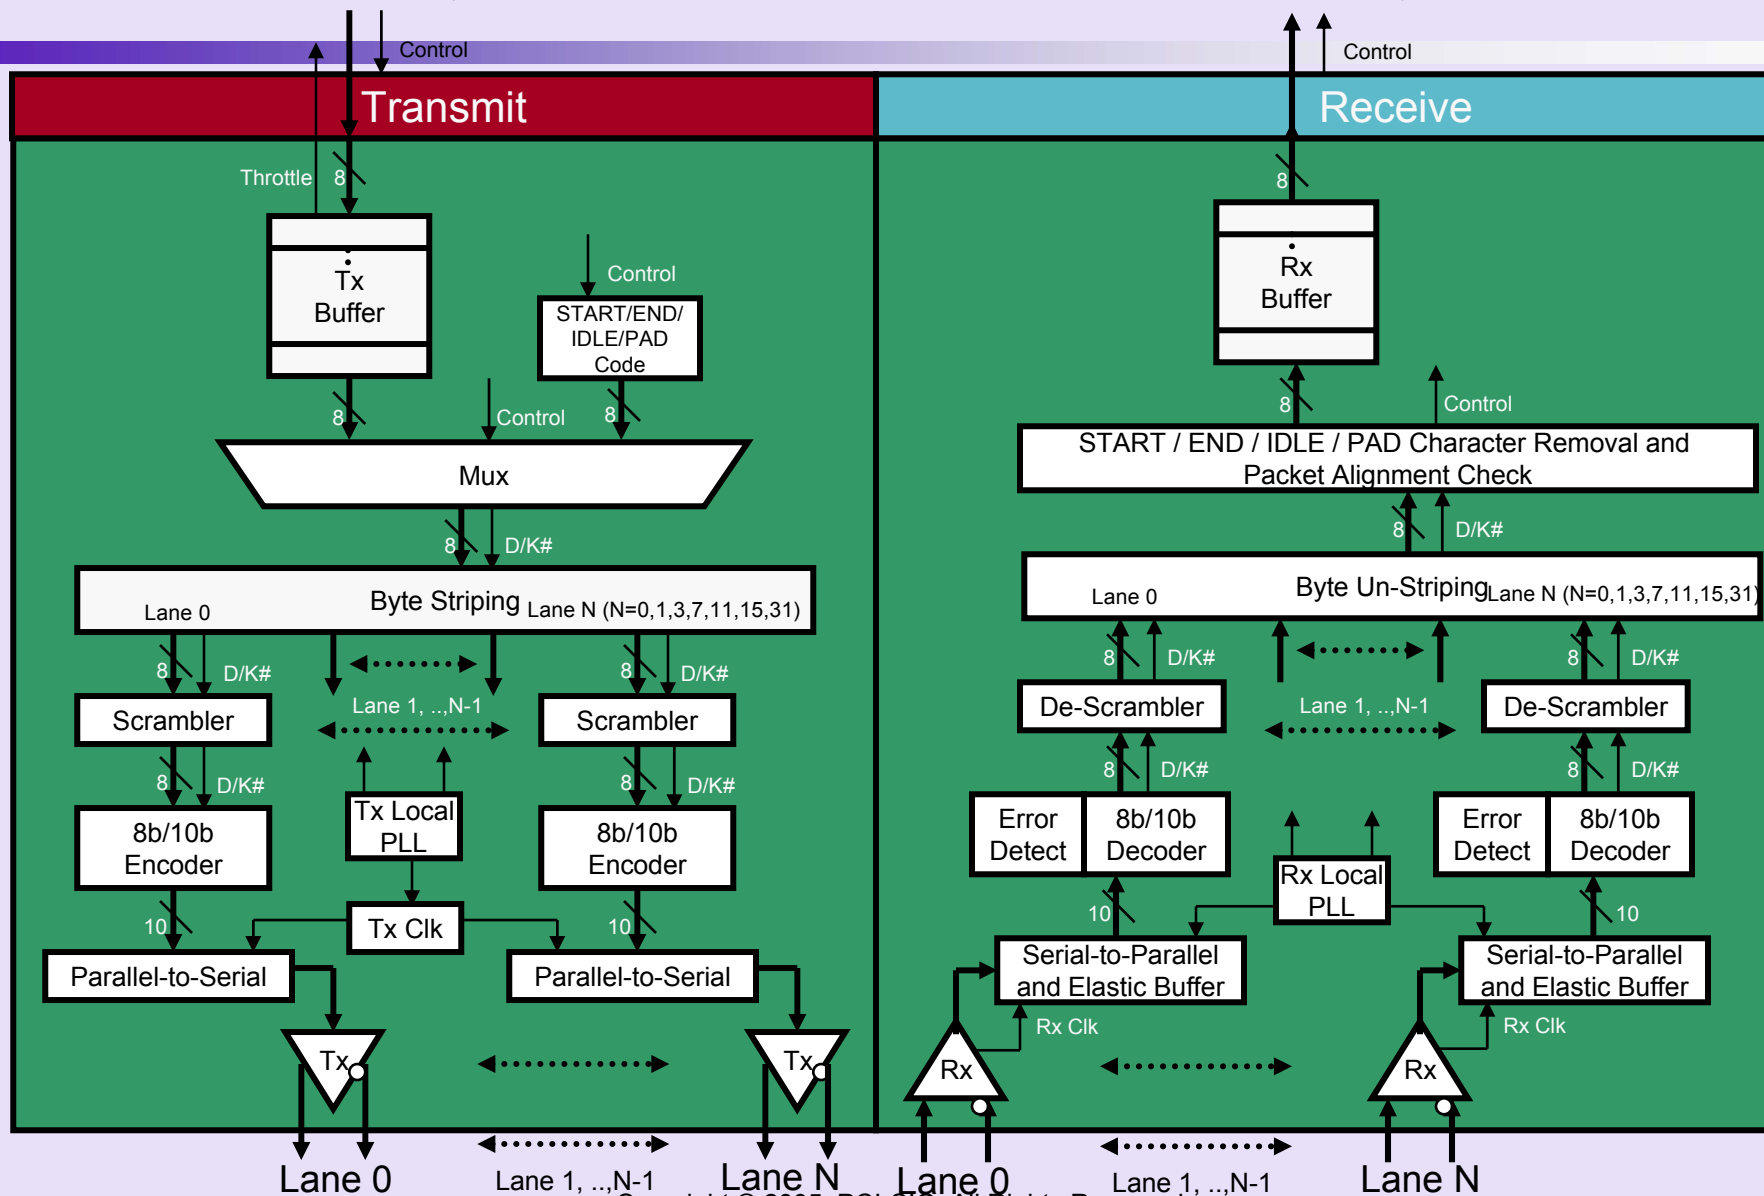 Control
Control
Transmit
Receive
Throttle
8
8
Tx
Buffer
Control
START/END/
IDLE/PAD
Code
Rx
Buffer
8
Control
8
8
Control
Mux
START / END / IDLE / PAD Character Removal and
Packet Alignment Check
8
D/K#
8
D/K#
Lane 0
Byte Striping
Lane N (N=0,1,3,7,11,15,31)
Lane 0
Byte Un-Striping
Lane N (N=0,1,3,7,11,15,31)
8
D/K#
8
D/K#
8
D/K#
8
D/K#
Scrambler
Lane 1, ..,N-1
Scrambler
De-Scrambler
Lane 1, ..,N-1
De-Scrambler
8
D/K#
8
D/K#
8
D/K#
8
D/K#
8b/10b
Encoder
Tx Local
PLL
8b/10b
Encoder
Error
Detect
8b/10b
Decoder
Rx Local
PLL
Error
Detect
8b/10b
Decoder
10
Tx Clk
10
10
10
Parallel-to-Serial
Parallel-to-Serial
Serial-to-Parallel
and Elastic Buffer
Serial-to-Parallel
and Elastic Buffer
Rx Clk
Rx Clk
Tx
Tx
Rx
Rx
Lane 0
Lane 1, ..,N-1
Lane N
Lane 0
Lane 1, ..,N-1
Lane N